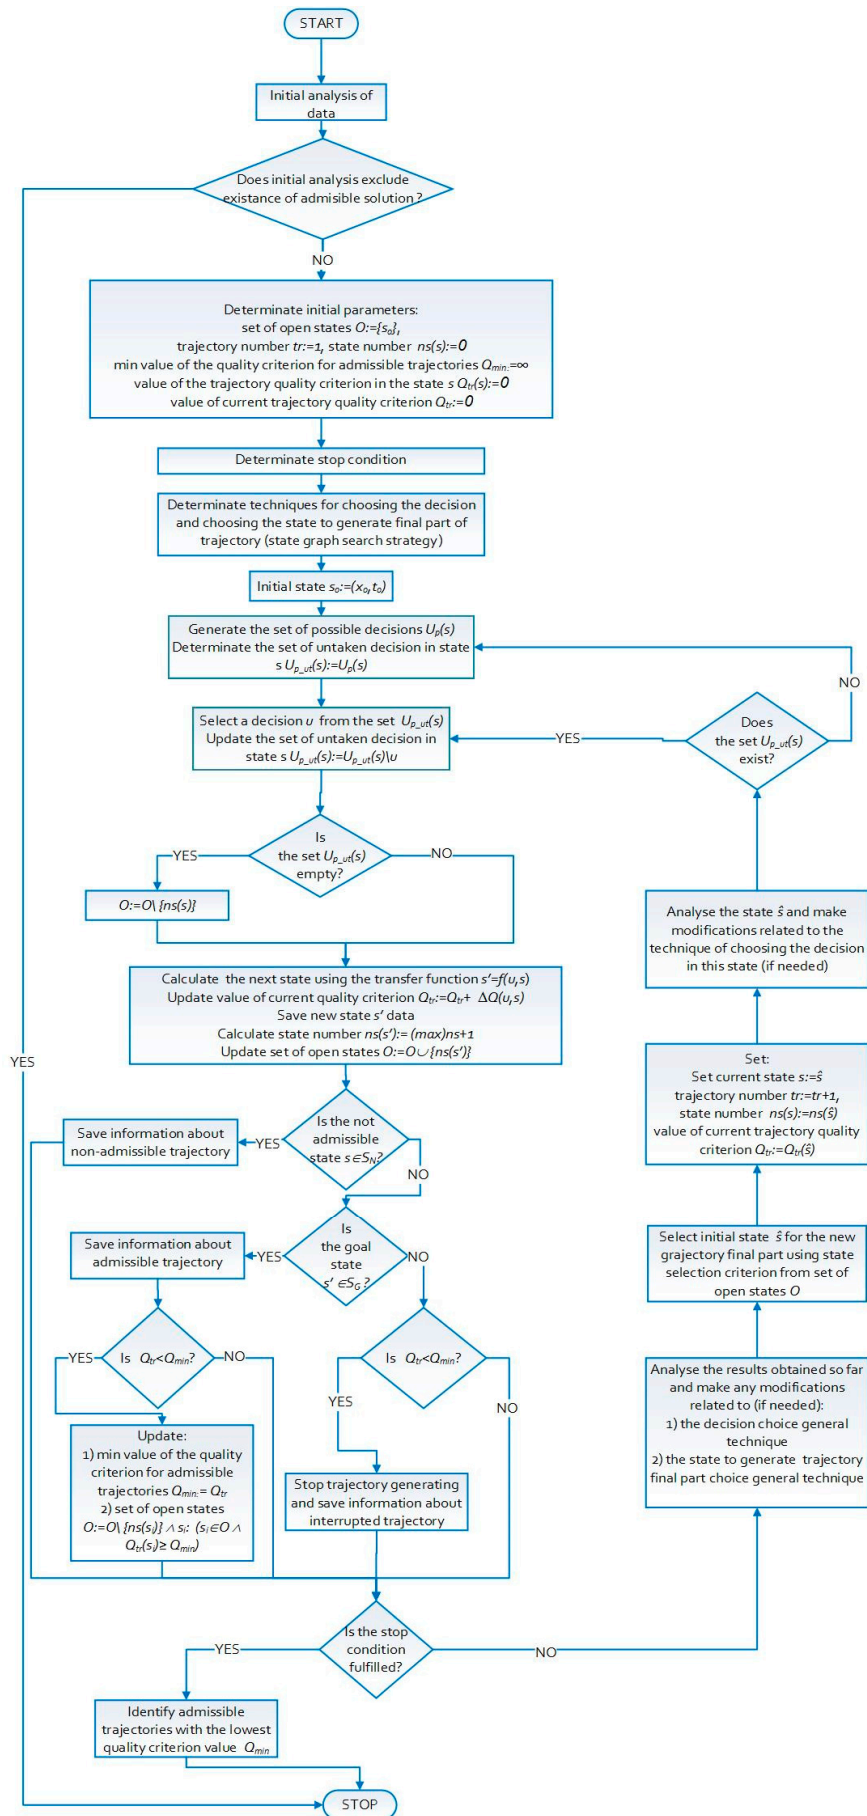 START
Initial analysis of
data
Does initial analysis exclude
existance of admisible solution?
NO
Determinate initial parameters:
set of open states O:={s₀},
trajectory number tr:=1, state number ns(s):=0
min value of the quality criterion for admissible trajectories Qmin:=∞
value of the trajectory quality criterion in the state s Qtr(s):=0
value of current trajectory quality criterion Qtr:=0
Determinate stop condition
Determinate techniques for choosing the decision
and choosing the state to generate final part of
trajectory (state graph search strategy)
Initial state s₀:=(x₀,t₀)
Generate the set of possible decisions Up(s)
Determinate the set of untaken decision in state
s Up_ut(s):=Up(s)
NO
Select a decision u from the set Up_ut(s)
Update the set of untaken decision in
state s Up_ut(s):=Up_ut(s)\u
YES
Does
the set Up_ut(s)
exist?
Is
the set Up_ut(s)
empty?
YES
NO
O:=O\{ns(s)}
Analyse the state ŝ and make
modifications related to the
technique of choosing the decision
in this state (if needed)
Calculate the next state using the transfer function s'=f(u,s)
Update value of current quality criterion Qtr:=Qtr+ ΔQ(u,s)
Save new state s' data
Calculate state number ns(s'):= (max)ns+1
Update set of open states O:=O∪{ns(s')}
YES
Set:
Set current state s:=ŝ
trajectory number tr:=tr+1,
state number ns(s):=ns(ŝ)
value of current trajectory quality
criterion Qtr:=Qtr(ŝ)
Save information about
non-admissible trajectory
YES
Is the not
admissible
state s∈SN?
NO
Save information about
admissible trajectory
YES
Is
the goal
state
s' ∈SG?
NO
Select initial state ŝ for the new
grajectory final part using state
selection criterion from set of
open states O
YES
Is Qtr<Qmin?
NO
Is Qtr<Qmin?
YES
NO
Analyse the results obtained so far
and make any modifications
related to (if needed):
1) the decision choice general
technique
2) the state to generate trajectory
final part choice general technique
Update:
1) min value of the quality
criterion for admissible
trajectories Qmin:= Qtr
2) set of open states
O:=O\{ns(si)} ∧ si: (si∈O ∧
Qtr(si)≥ Qmin)
Stop trajectory generating
and save information about
interrupted trajectory
Is the stop
condition
fulfilled?
YES
NO
Identify admissible
trajectories with the lowest
quality criterion value Qmin
STOP